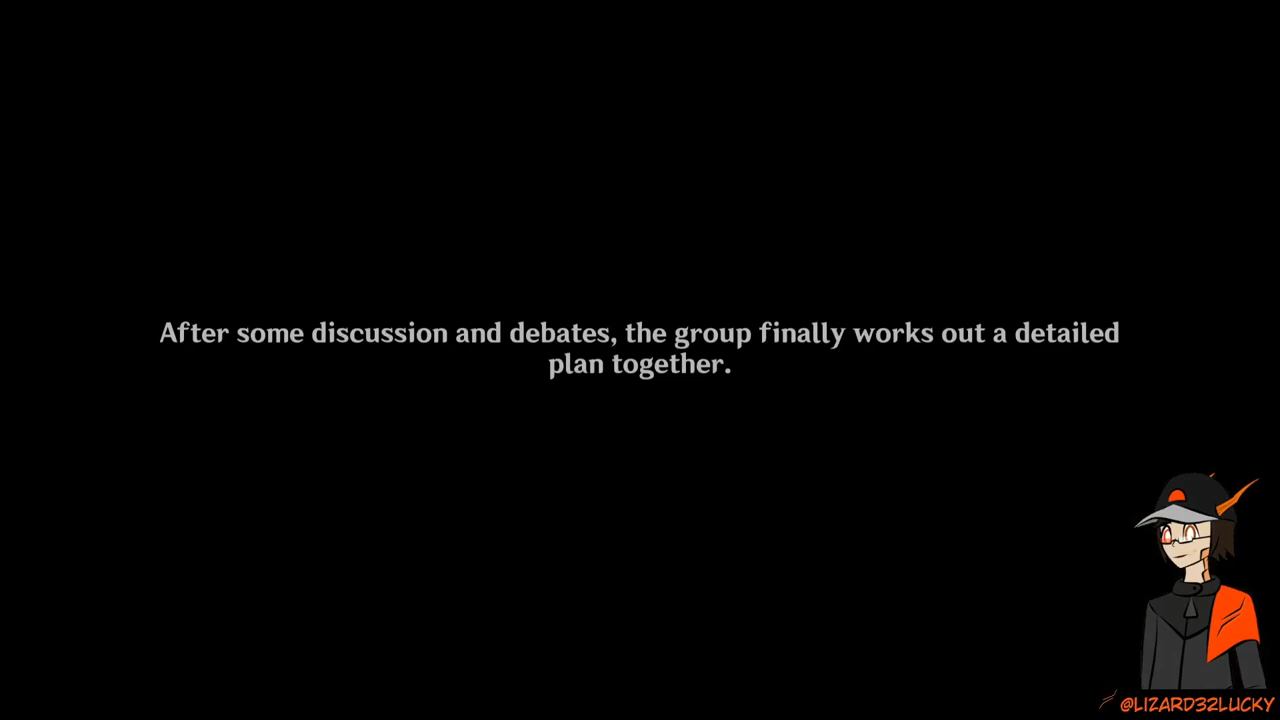 After some discussion and debates, the group finally works out a detailed
plan together.
@LIZARD32LUCKY